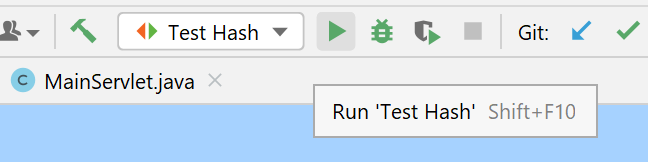 Test Hash Git:
C MainServlet.java
Run 'Test Hash' Shift+F10